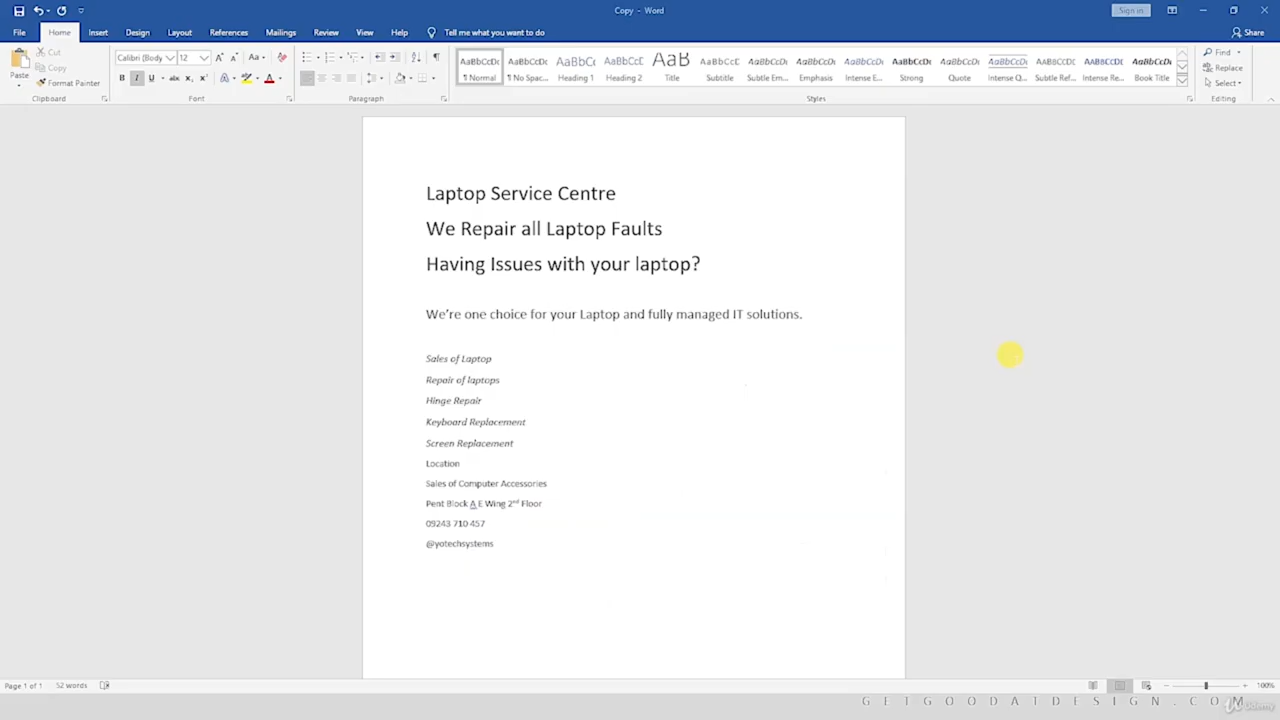 Copy - Word
Sign in
File Home Insert Design Layout References Mailings Review View Help Tell me what you want to do Share
Paste
Cut
Copy
Format Painter
Clipboard
Calibri (Body 12
Font
Paragraph
AaBbCcDc AaBbCcDc AaBbCc AaBbCcC AaB AaBbCcC AaBbCcDc AaBbCcDc AaBbCcDc AaBbCcDc AaBbCcDc AaBbCcDc AaBbCcDc AaBbCcDc AaBbCcDc
¶ Normal ¶ No Spac... Heading 1 Heading 2 Title Subtitle Subtle Em... Emphasis Intense E... Strong Quote Intense Q... Subtle Ref... Intense Re... Book Title
Styles
Find
Replace
Select
Editing
Laptop Service Centre
We Repair all Laptop Faults
Having Issues with your laptop?
We're one choice for your Laptop and fully managed IT solutions.
Sales of Laptop
Repair of laptops
Hinge Repair
Keyboard Replacement
Screen Replacement
Location
Sales of Computer Accessories
Pent Block A E Wing 2nd Floor
09243 710 457
@yotechsystems
Page 1 of 1 52 words 100%
GETGOODATDESIGN.COM
Udemy